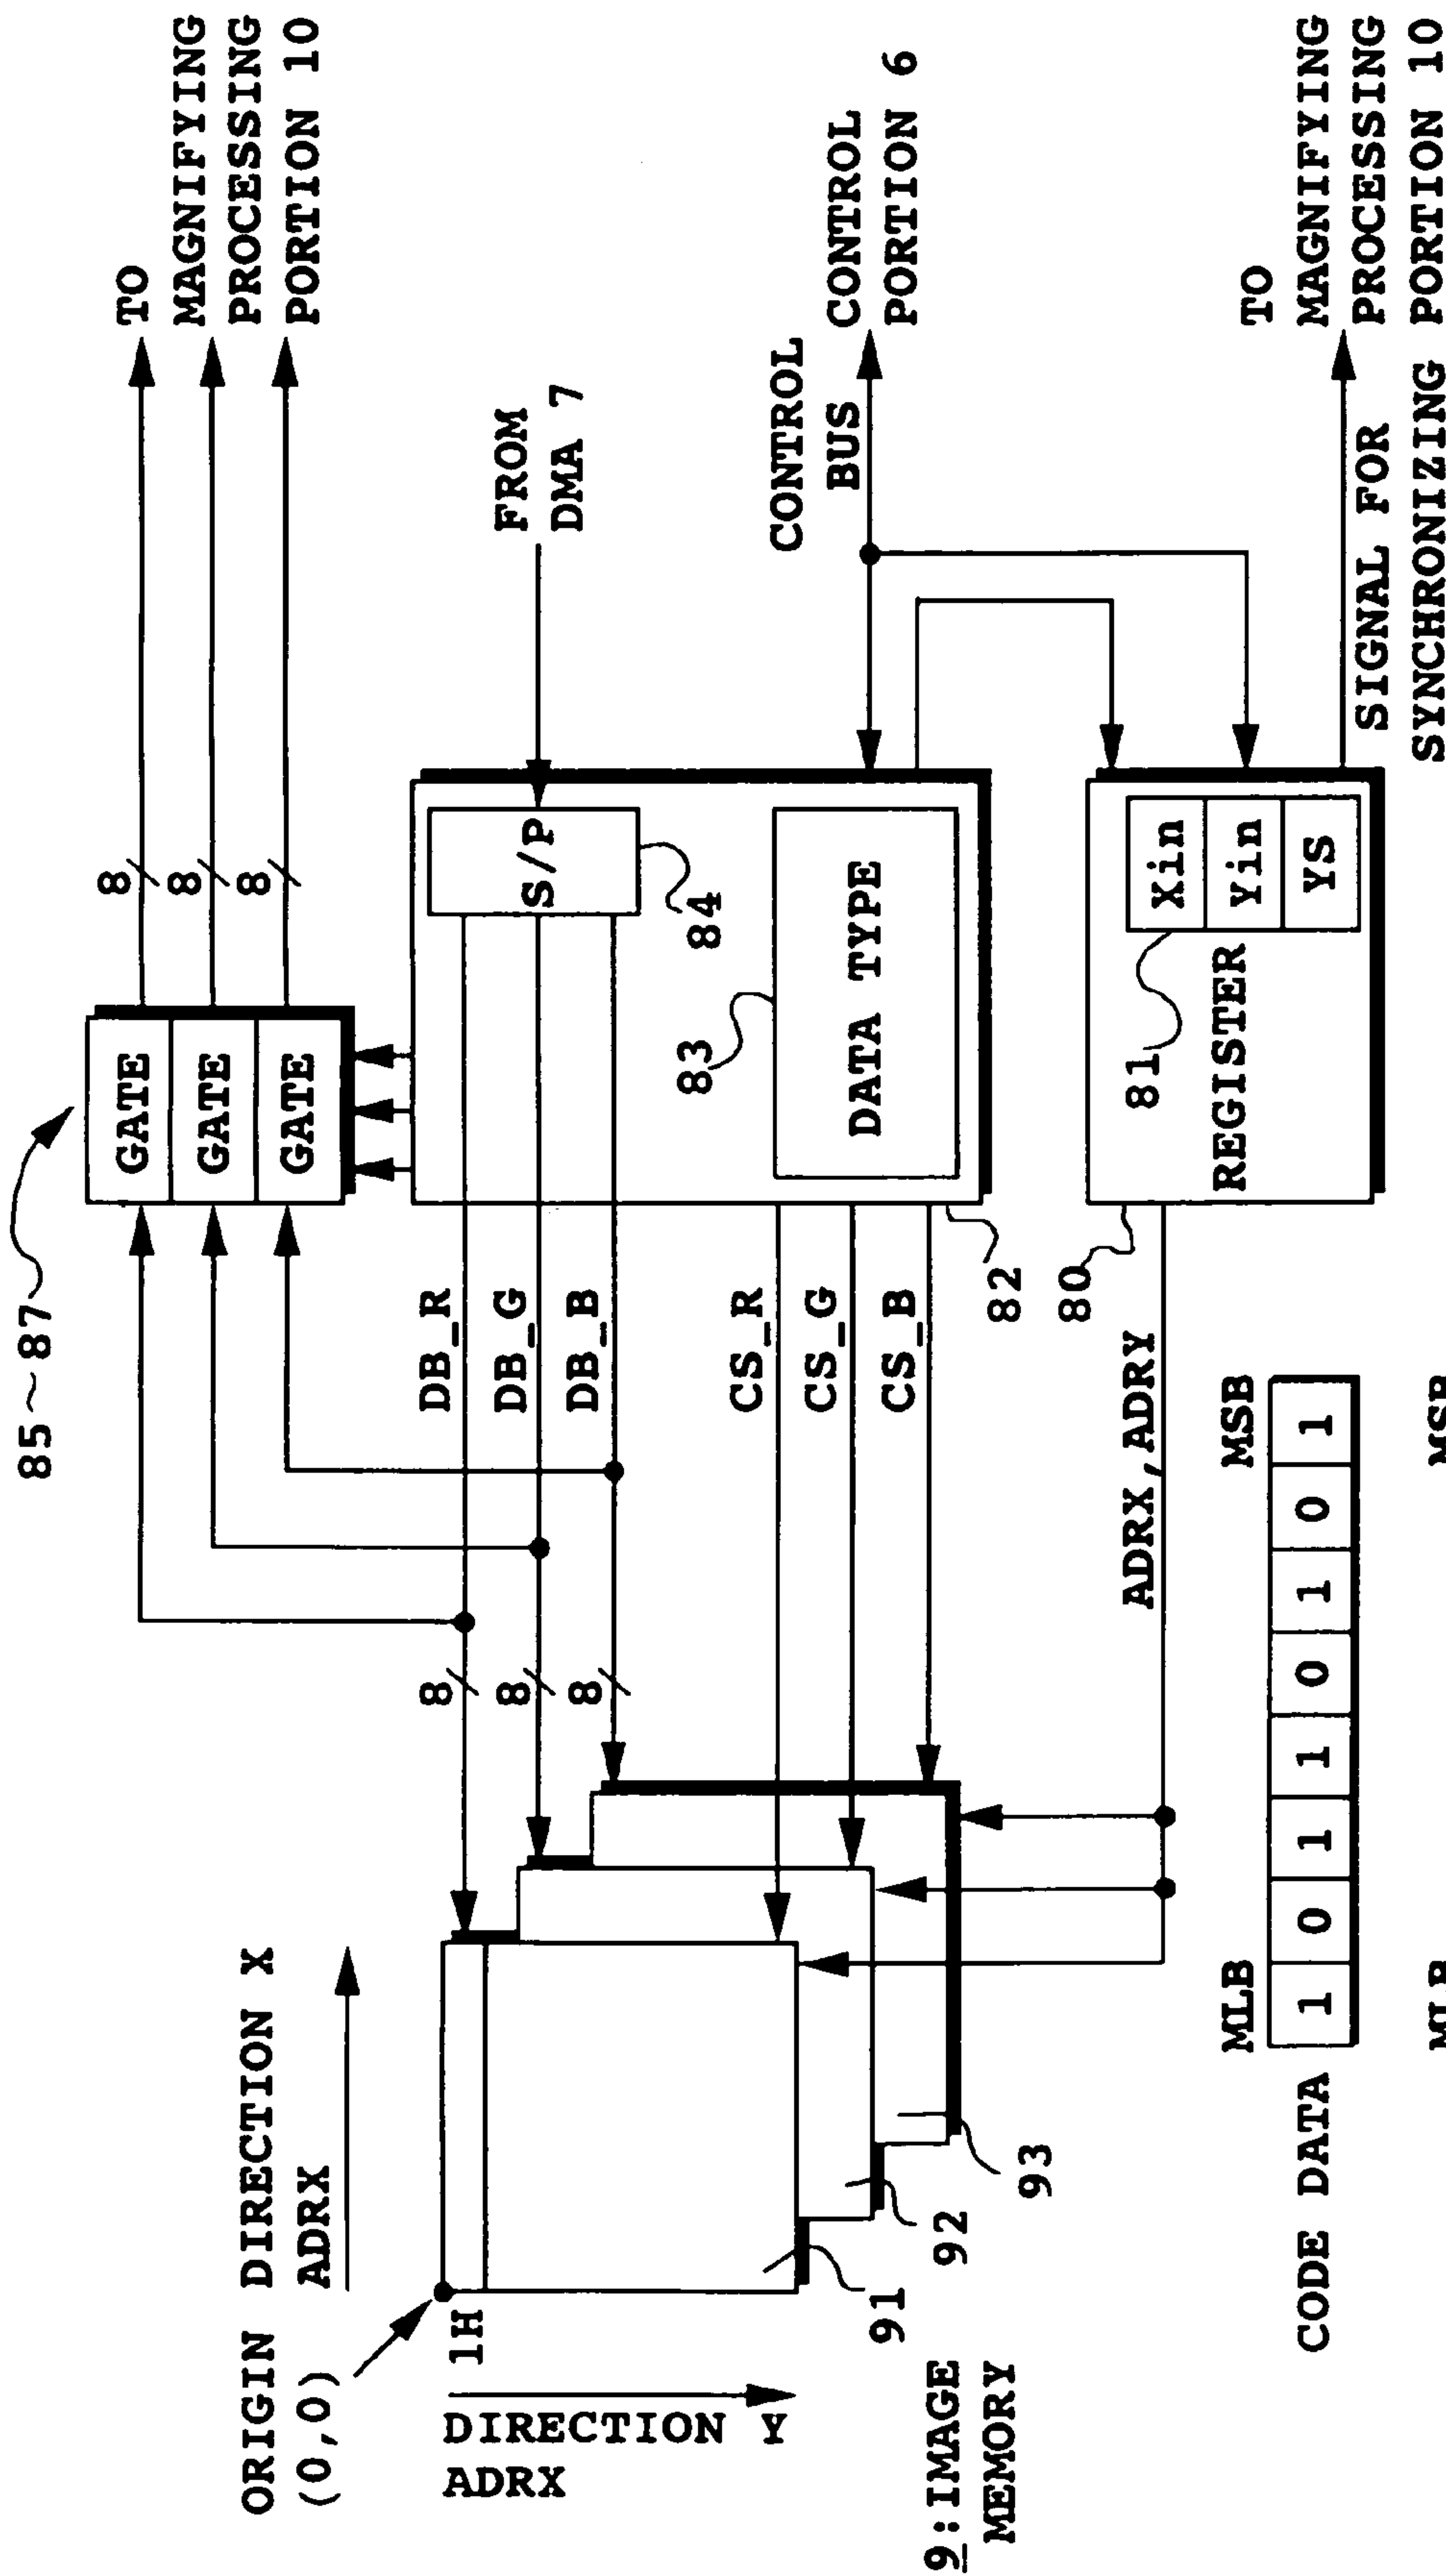 85~87
GATE
GATE
GATE
8
8
8
TO
MAGNIFYING
PROCESSING
PORTION 10
ORIGIN DIRECTION X
(0,0)
ADRX
1H
DIRECTION Y
ADRX
91
92
93
9:IMAGE
MEMORY
8
8
8
DB_R
DB_G
DB_B
CS_R
CS_G
CS_B
S/P
84
83
DATA TYPE
82
FROM
DMA 7
CONTROL
BUS
CONTROL
PORTION 6
80
ADRX,ADRY
81
REGISTER
Xin
Yin
YS
TO
MAGNIFYING
PROCESSING
PORTION 10
SIGNAL FOR
SYNCHRONIZING
MLB MSB
CODE DATA 1 0 1 1 0 1 0 1
MLB MSB